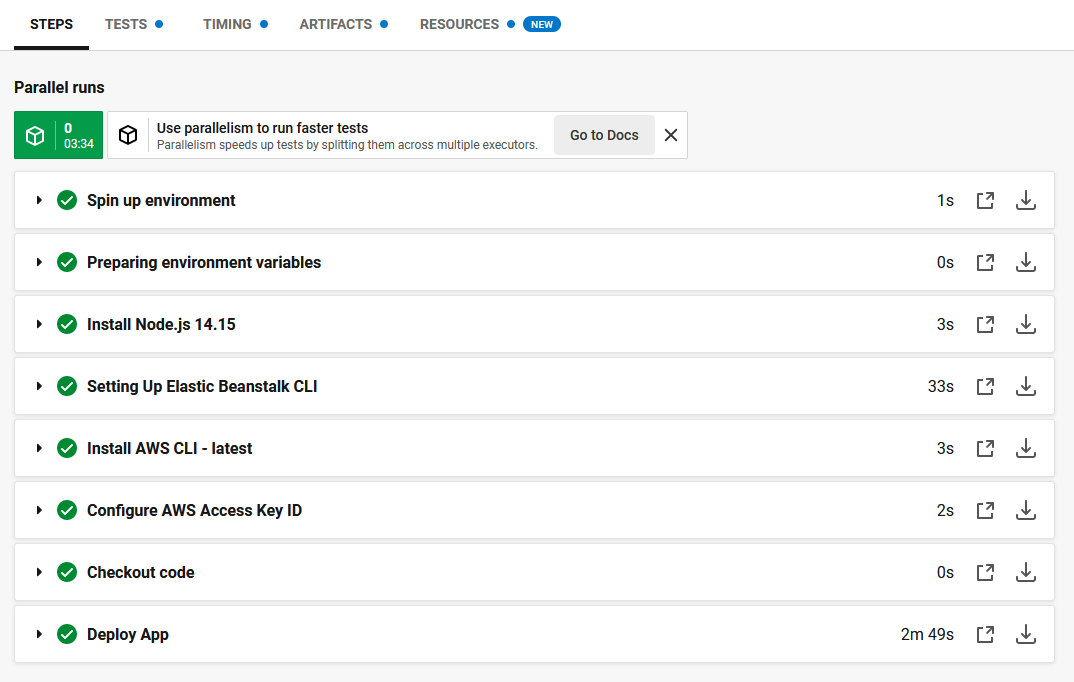 STEPS TESTS TIMING ARTIFACTS RESOURCES NEW
Parallel runs
0
03:34
Use parallelism to run faster tests
Parallelism speeds up tests by splitting them across multiple executors.
Go to Docs
Spin up environment 1s
Preparing environment variables 0s
Install Node.js 14.15 3s
Setting Up Elastic Beanstalk CLI 33s
Install AWS CLI - latest 3s
Configure AWS Access Key ID 2s
Checkout code 0s
Deploy App 2m 49s